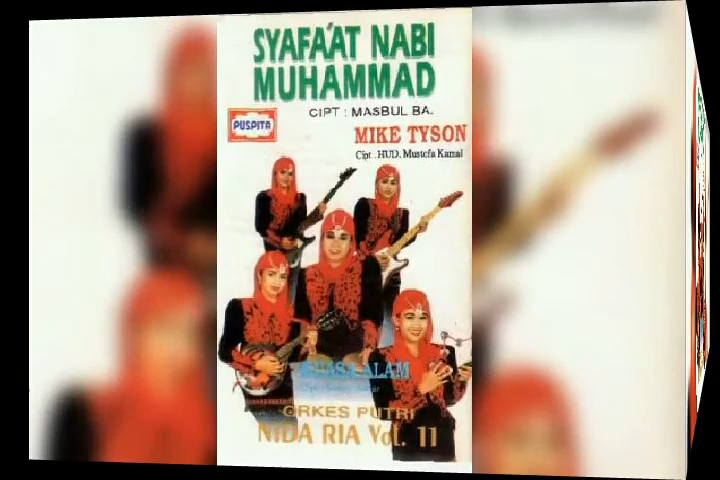 SYAFA'AT NABI
MUHAMMAD
CIPT : MASBUL BA.
PUSPITA
MIKE TYSON
Cipt . HUD. Mustofa Kamal
ALAM
ORKES PUTRI
NIDA RIA Vol. 11